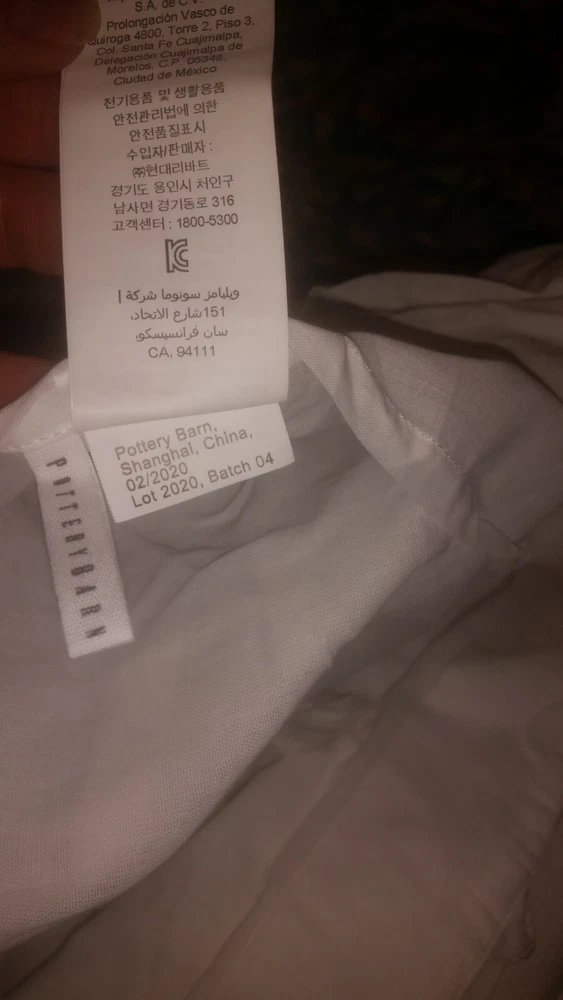 S.A. de C.V.
Prolongación Vasco de
Quiroga 4800, Torre 2, Piso 3,
Col. Santa Fe Cuajimalpa,
Delegación Cuajimalpa de
Morelos, C.P. 05348,
Ciudad de México
전기용품 및 생활용품
안전관리법에 의한
안전품질표시
수입자/판매자 :
㈜현대리바트
경기도 용인시 처인구
남사면 경기동로 316
고객센터 : 1800-5300
ويليامز سونوما شركة |
151شارع الاتحاد،
سان فرانسيسكو,
CA. 94111
Pottery Barn,
Shanghai, China,
02/2020
Lot 2020, Batch 04
POTTERYBARN